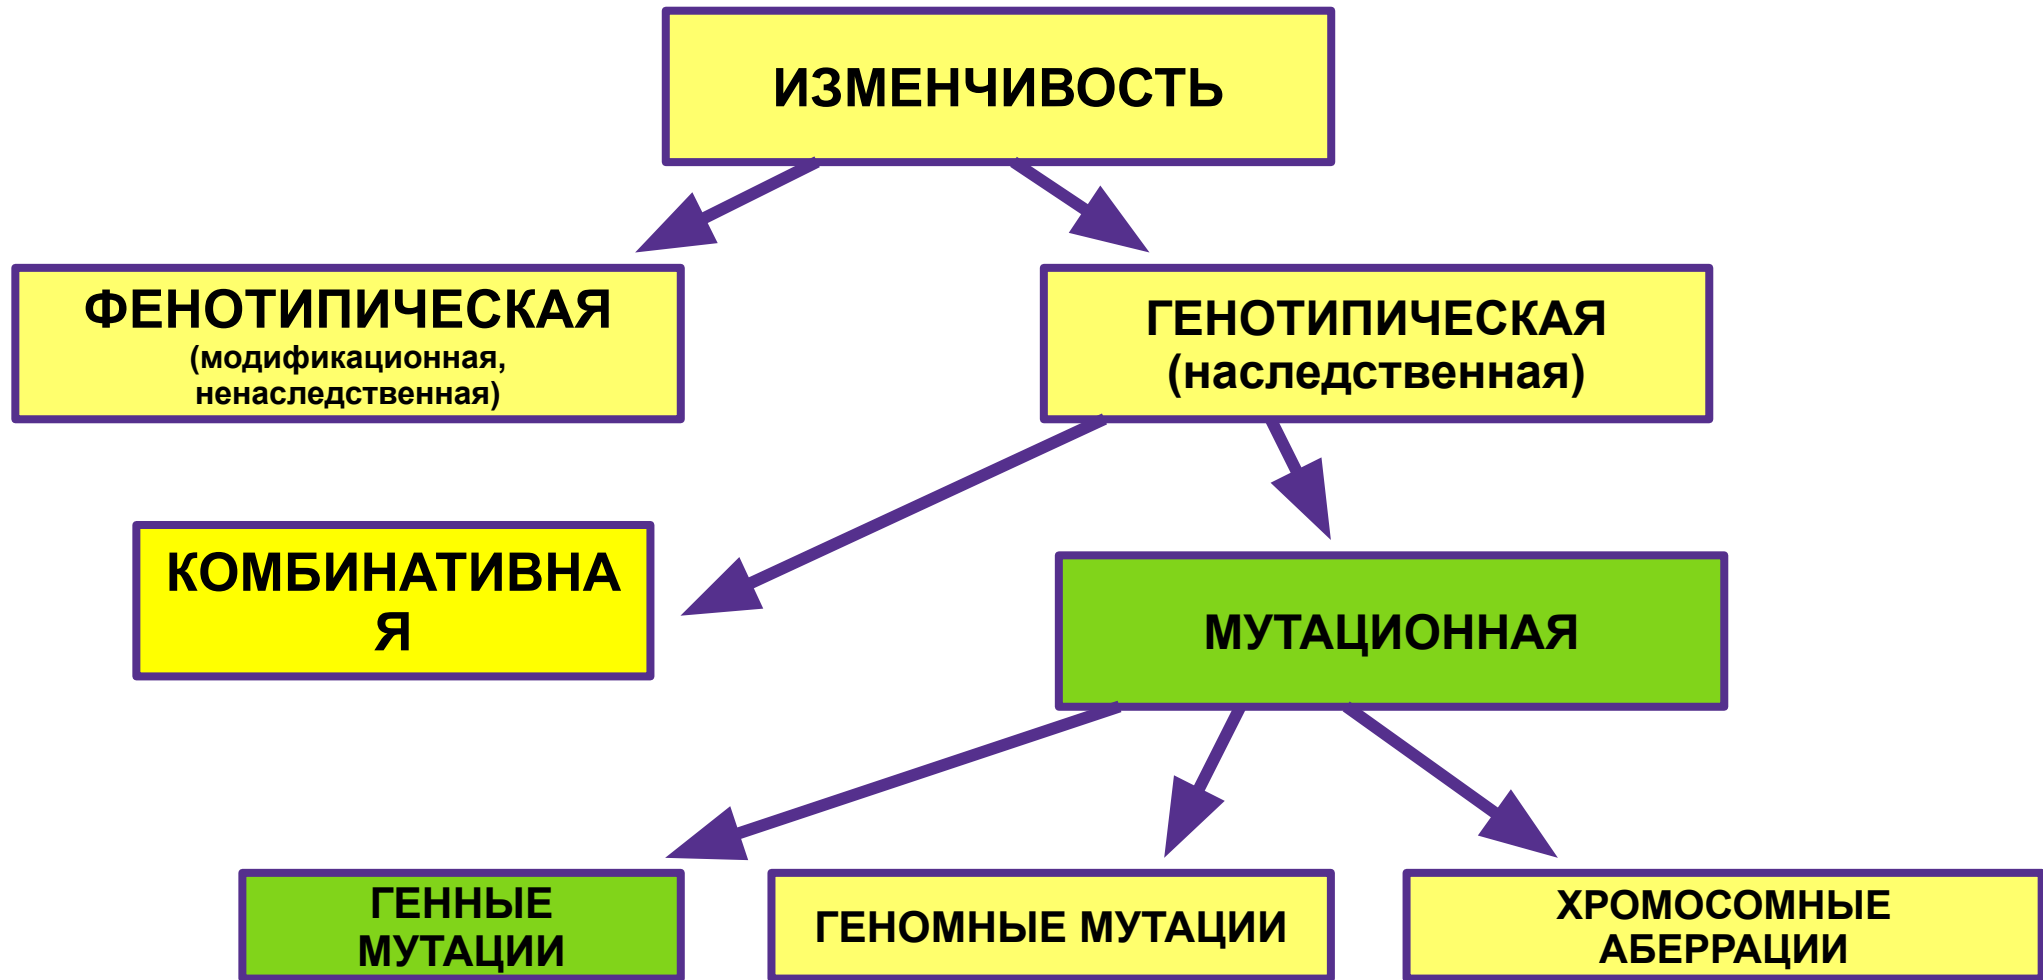 ИЗМЕНЧИВОСТЬ
ФЕНОТИПИЧЕСКАЯ
(модификационная,
ненаследственная)
ГЕНОТИПИЧЕСКАЯ
(наследственная)
КОМБИНАТИВНА
Я
МУТАЦИОННАЯ
ГЕННЫЕ
МУТАЦИИ
ГЕНОМНЫЕ МУТАЦИИ
ХРОМОСОМНЫЕ
АБЕРРАЦИИ